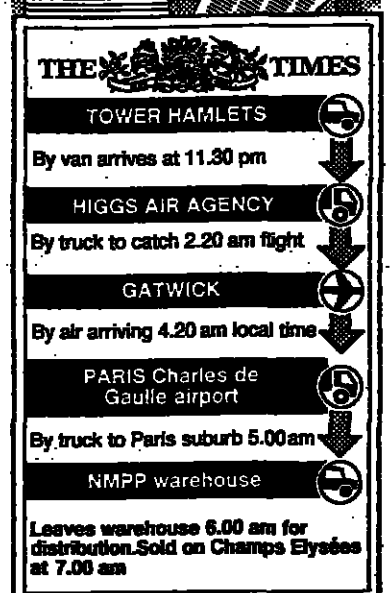 THE TIMES
TOWER HAMLETS
By van arrives at 11.30 pm
HIGGS AIR AGENCY
By truck to catch 2.20 am flight
GATWICK
By air arriving 4.20 am local time
PARIS Charles de
Gaulle airport
By truck to Paris suburb 5.00am
NMPP warehouse
Leaves warehouse 6.00 am for
distribution.Sold on Champs Elysées
at 7.00 am